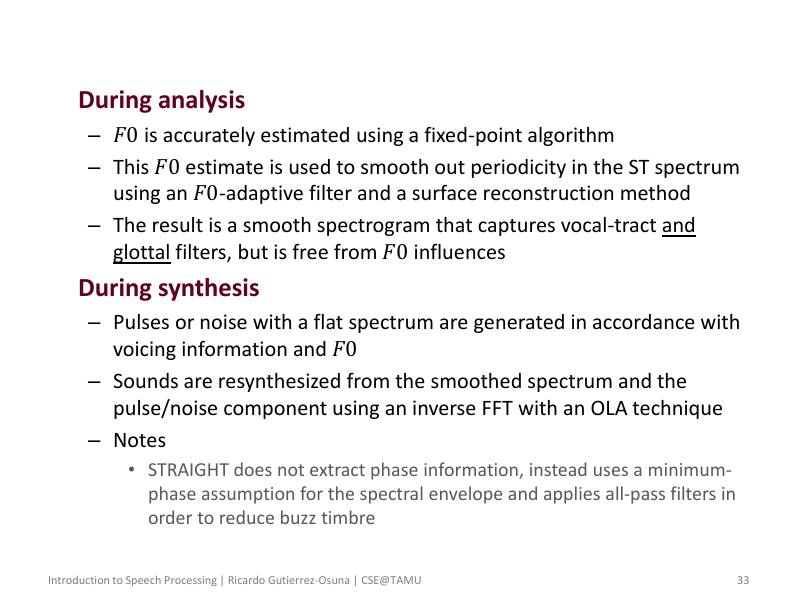 During analysis
– F0 is accurately estimated using a fixed-point algorithm
– This F0 estimate is used to smooth out periodicity in the ST spectrum
using an F0-adaptive filter and a surface reconstruction method
– The result is a smooth spectrogram that captures vocal-tract and
glottal filters, but is free from F0 influences
During synthesis
– Pulses or noise with a flat spectrum are generated in accordance with
voicing information and F0
– Sounds are resynthesized from the smoothed spectrum and the
pulse/noise component using an inverse FFT with an OLA technique
– Notes
• STRAIGHT does not extract phase information, instead uses a minimum-
phase assumption for the spectral envelope and applies all-pass filters in
order to reduce buzz timbre
Introduction to Speech Processing | Ricardo Gutierrez-Osuna | CSE@TAMU 33